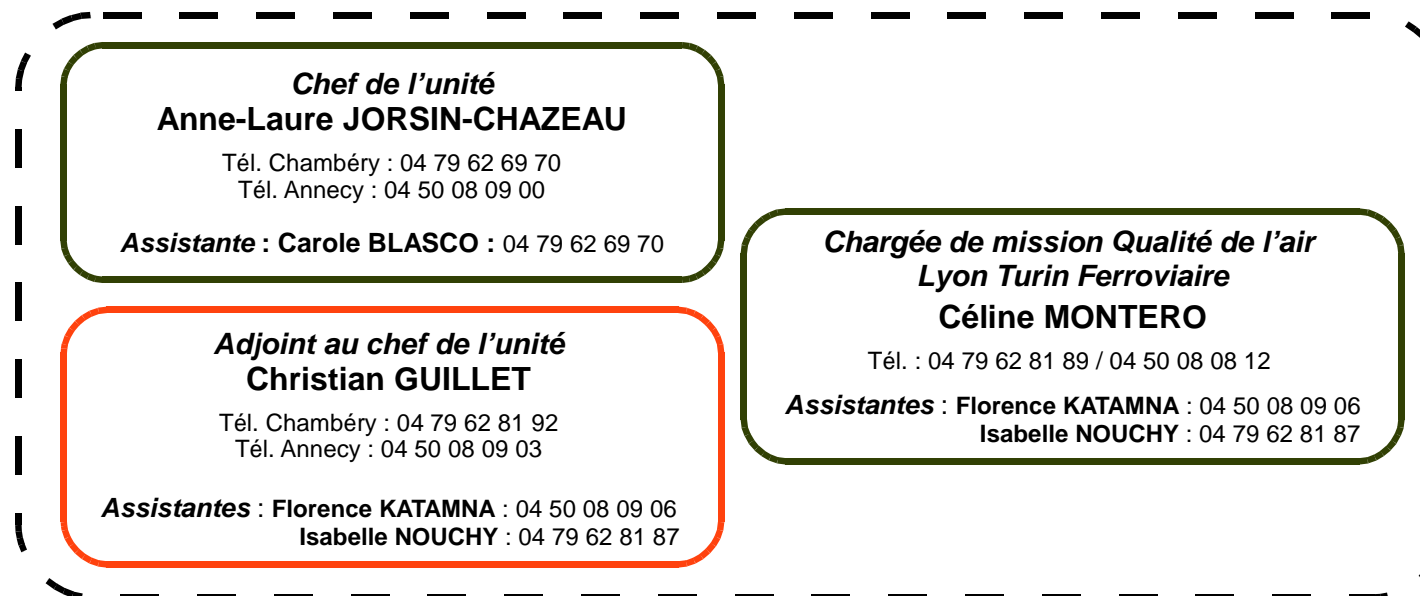 Chef de l’unité
Anne-Laure JORSIN-CHAZEAU
Tél. Chambéry : 04 79 62 69 70
Tél. Annecy : 04 50 08 09 00
Assistante : Carole BLASCO : 04 79 62 69 70
Adjoint au chef de l’unité
Christian GUILLET
Tél. Chambéry : 04 79 62 81 92
Tél. Annecy : 04 50 08 09 03
Assistantes : Florence KATAMNA : 04 50 08 09 06
Isabelle NOUCHY : 04 79 62 81 87
Chargée de mission Qualité de l’air
Lyon Turin Ferroviaire
Céline MONTERO
Tél. : 04 79 62 81 89 / 04 50 08 08 12
Assistantes : Florence KATAMNA : 04 50 08 09 06
Isabelle NOUCHY : 04 79 62 81 87